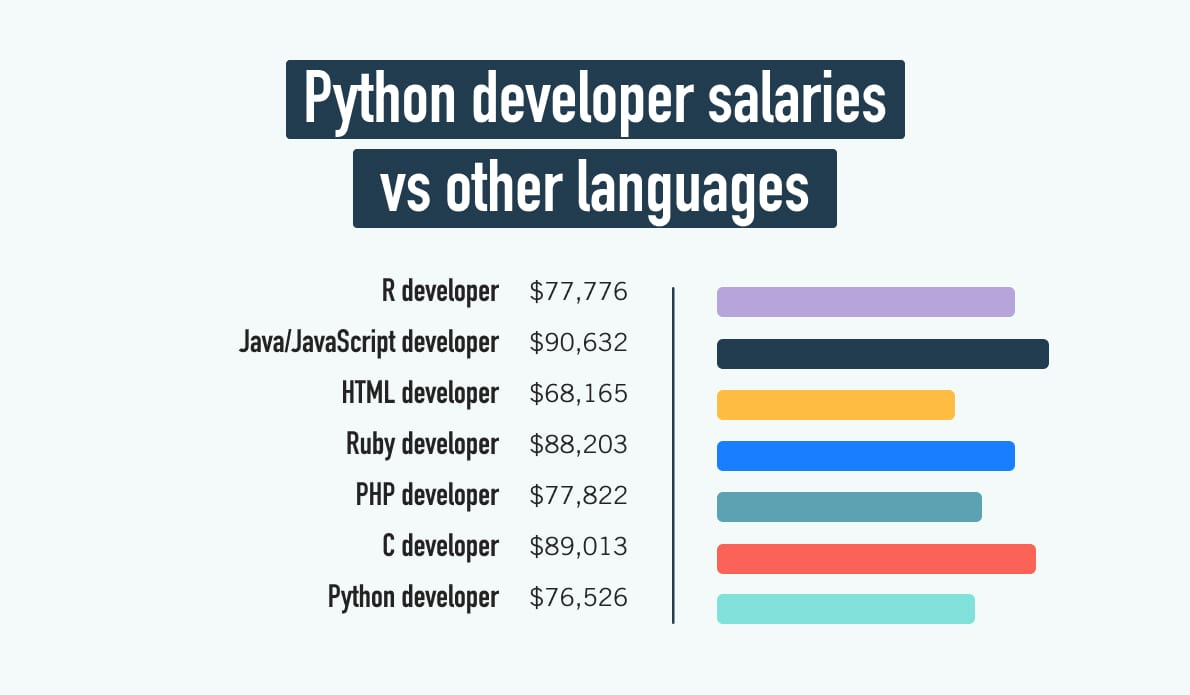 Python developer salaries
vs other languages
R developer $77,776
Java/JavaScript developer $90,632
HTML developer $68,165
Ruby developer $88,203
PHP developer $77,822
C developer $89,013
Python developer $76,526